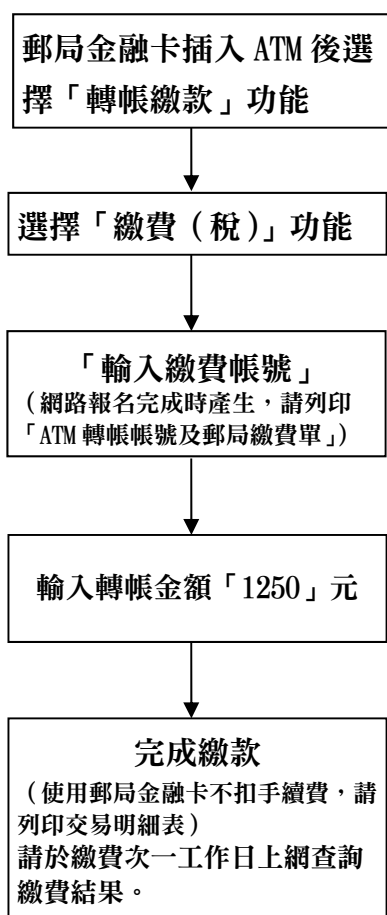 郵局金融卡插入 ATM 後選
擇「轉帳繳款」功能
選擇「繳費（稅）」功能
「輸入繳費帳號」
（網路報名完成時產生，請列印
「ATM 轉帳帳號及郵局繳費單」）
輸入轉帳金額「1250」元
完成繳款
（使用郵局金融卡不扣手續費，請
列印交易明細表）
請於繳費次一工作日上網查詢
繳費結果。